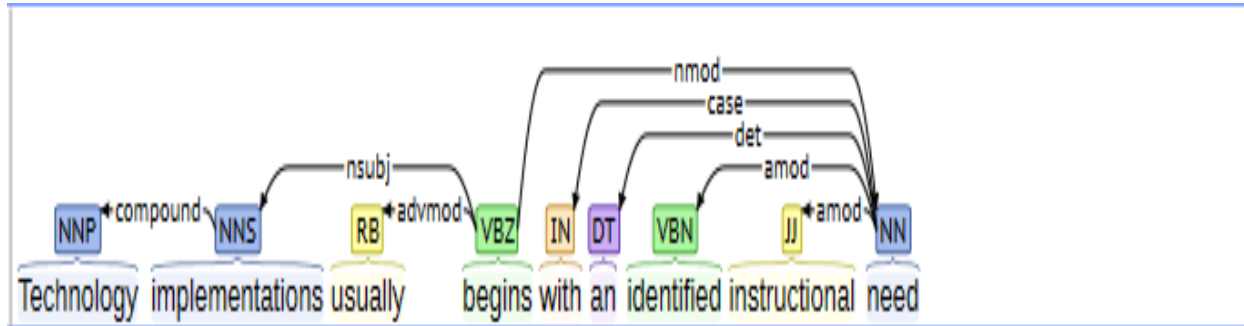 nmod
case
det
nsubj amod
compound advmod amod
NNP NNS RB VBZ IN DT VBN JJ NN
Technology implementations usually begins with an identified instructional need